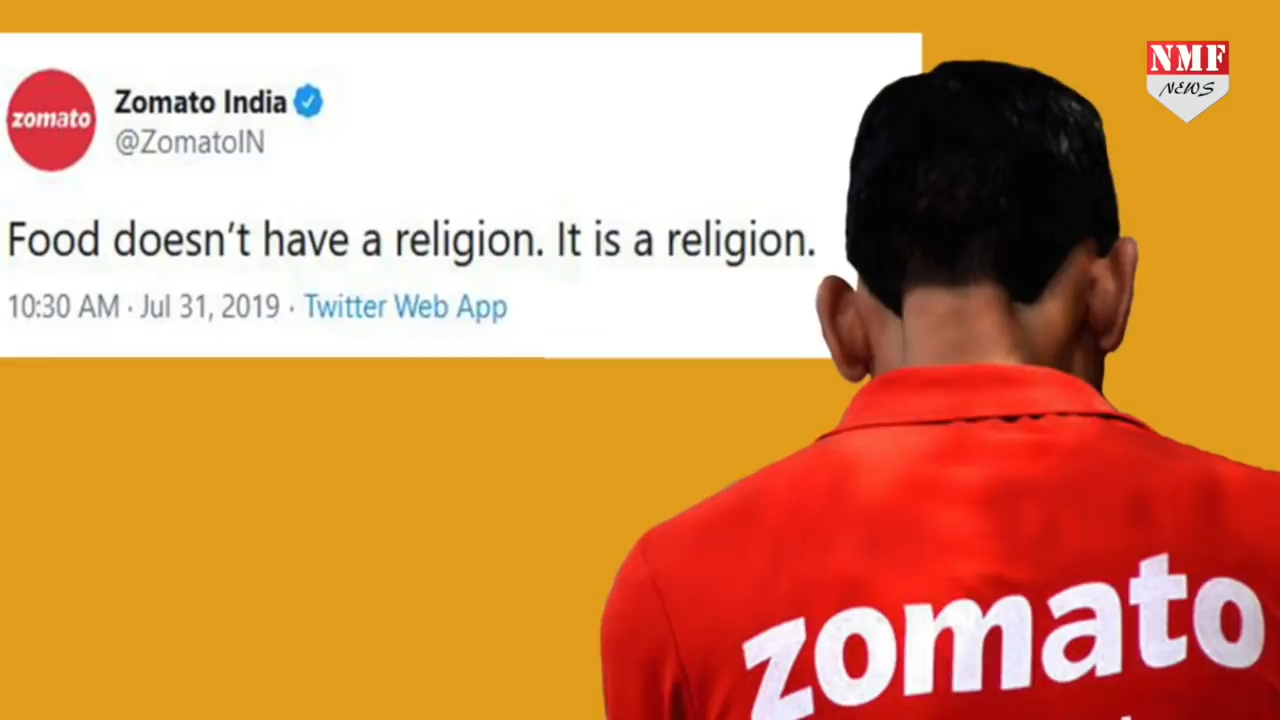 zomato
Zomato India
@ZomatoIN
Food doesn't have a religion. It is a religion.
10:30 AM · Jul 31, 2019 · Twitter Web App
NMF
NEWS
zomato